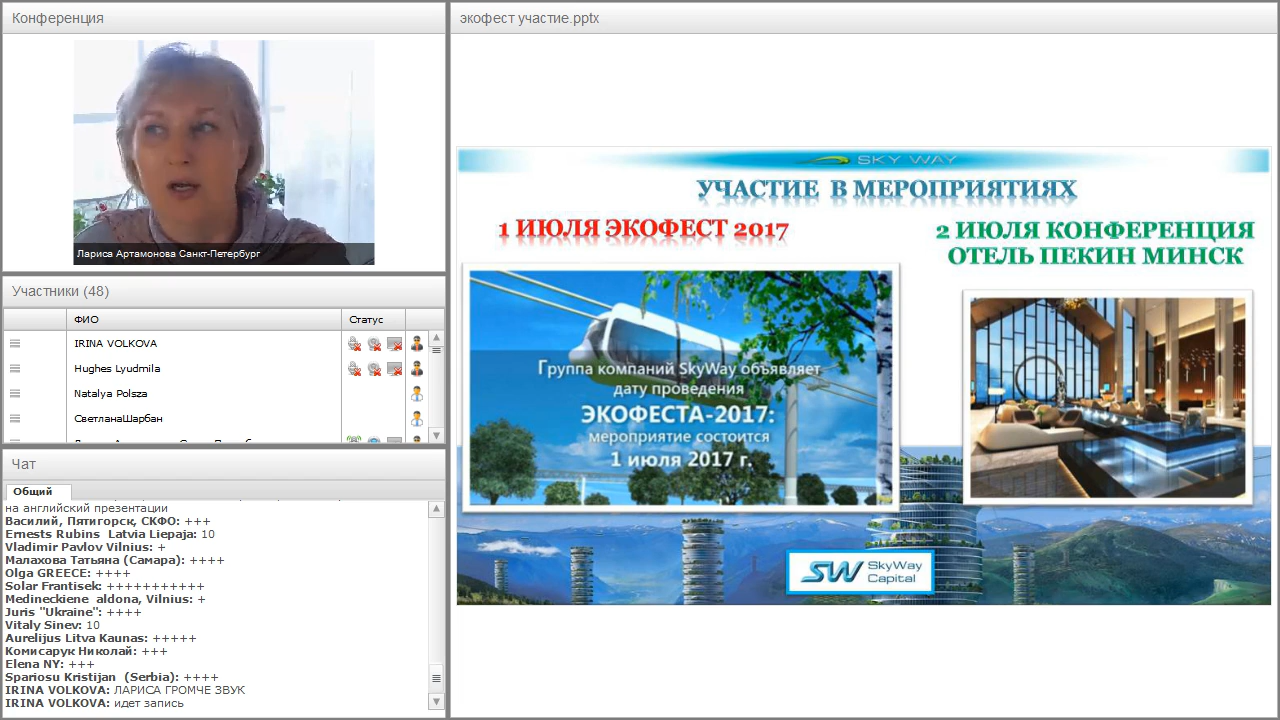 Конференция
Лариса Артамонова Санкт-Петербург
Участники (48)
ФИО
Статус
IRINA VOLKOVA
Hughes Lyudmila
Natalya Polsza
СветланаШарбан
Чат
Общий
на английский презентации
Василий, Пятигорск, СКФО: +++
Ernests Rubins Latvia Liepaja: 10
Vladimir Pavlov Vilnius: +
Малахова Татьяна (Самара): ++++
Olga GREECE: ++++
Solar Frantisek: +++++++++++
Medineckiene aldona, Vilnius: +
Juris "Ukraine": ++++
Vitaly Sinev: 10
Aurelijus Litva Kaunas: +++++
Комисарук Николай: +++
Elena NY: +++
Spariosu Kristijan (Serbia): ++++
IRINA VOLKOVA: ЛАРИСА ГРОМЧЕ ЗВУК
IRINA VOLKOVA: идет запись
экофест участие.pptx
SKY WAY
УЧАСТИЕ В МЕРОПРИЯТИЯХ
1 ИЮЛЯ ЭКОФЕСТ 2017
Группа компаний SkyWay объявляет
дату проведения
ЭКОФЕСТА-2017:
мероприятие состоится
1 июля 2017 г.
2 ИЮЛЯ КОНФЕРЕНЦИЯ
ОТЕЛЬ ПЕКИН МИНСК
SW SkyWay
Capital